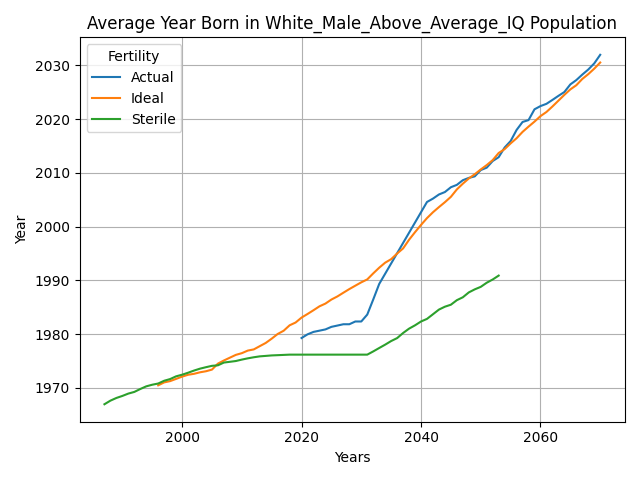 Average Year Born in White_Male_Above_Average_IQ Population
Fertility
Actual
Ideal
Sterile
Year
2030
2020
2010
2000
1990
1980
1970
2000 2020 2040 2060
Years